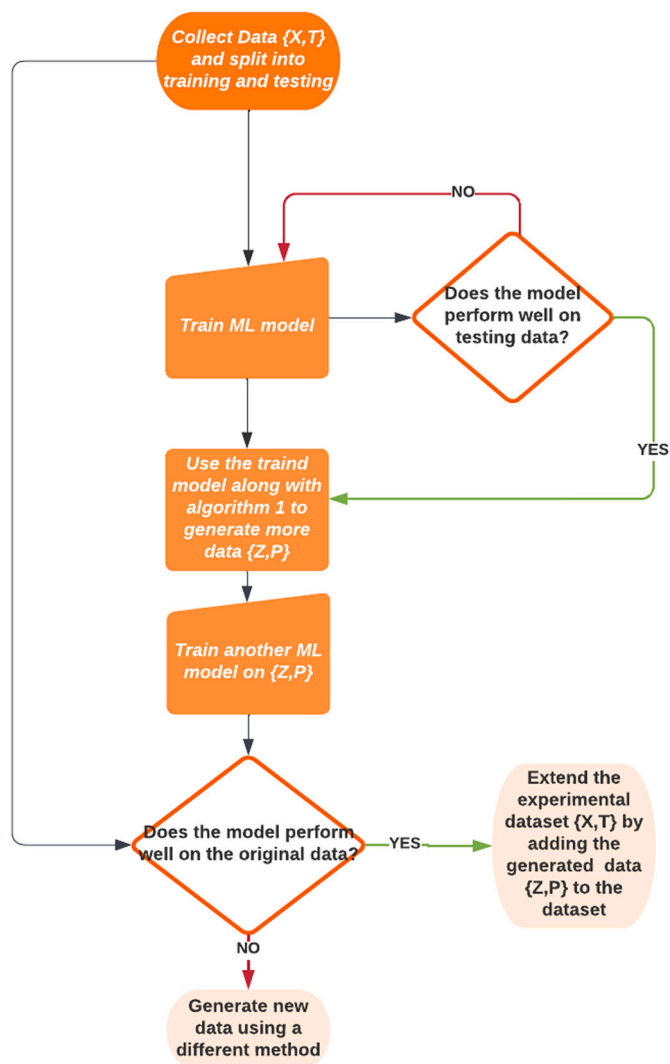 Collect Data {X,T}
and split into
training and testing
NO
Does the model
perform well on
testing data?
Train ML model
YES
Use the traind
model along with
algorithm 1 to
generate more
data {Z,P}
Train another ML
model on {Z,P}
Does the model perform
well on the original data?
YES
Extend the
experimental
dataset {X,T} by
adding the
generated data
{Z,P} to the
dataset
NO
Generate new
data using a
different method